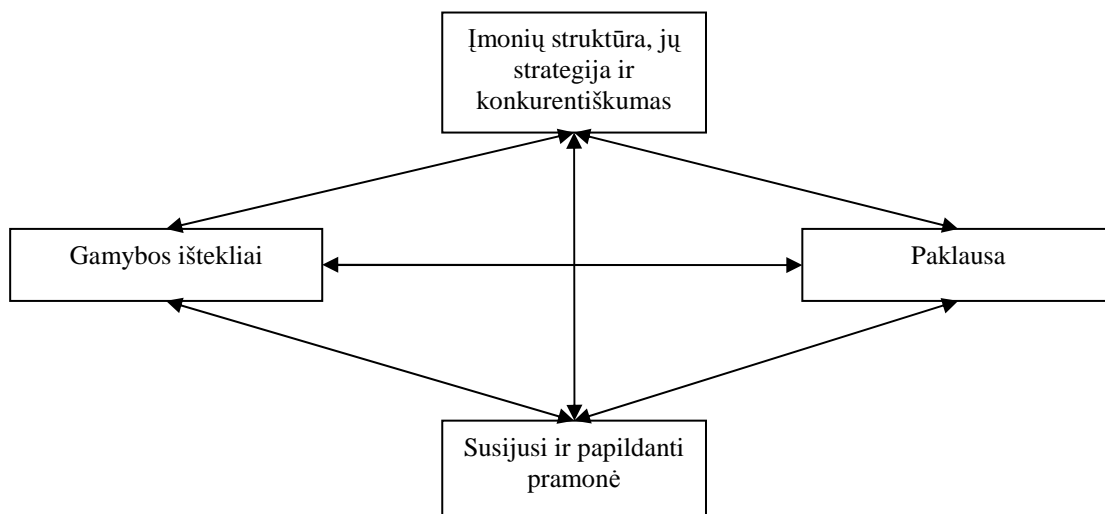 Įmonių struktūra, jų
strategija ir
konkurentiškumas
Gamybos ištekliai
Paklausa
Susijusi ir papildanti
pramonė